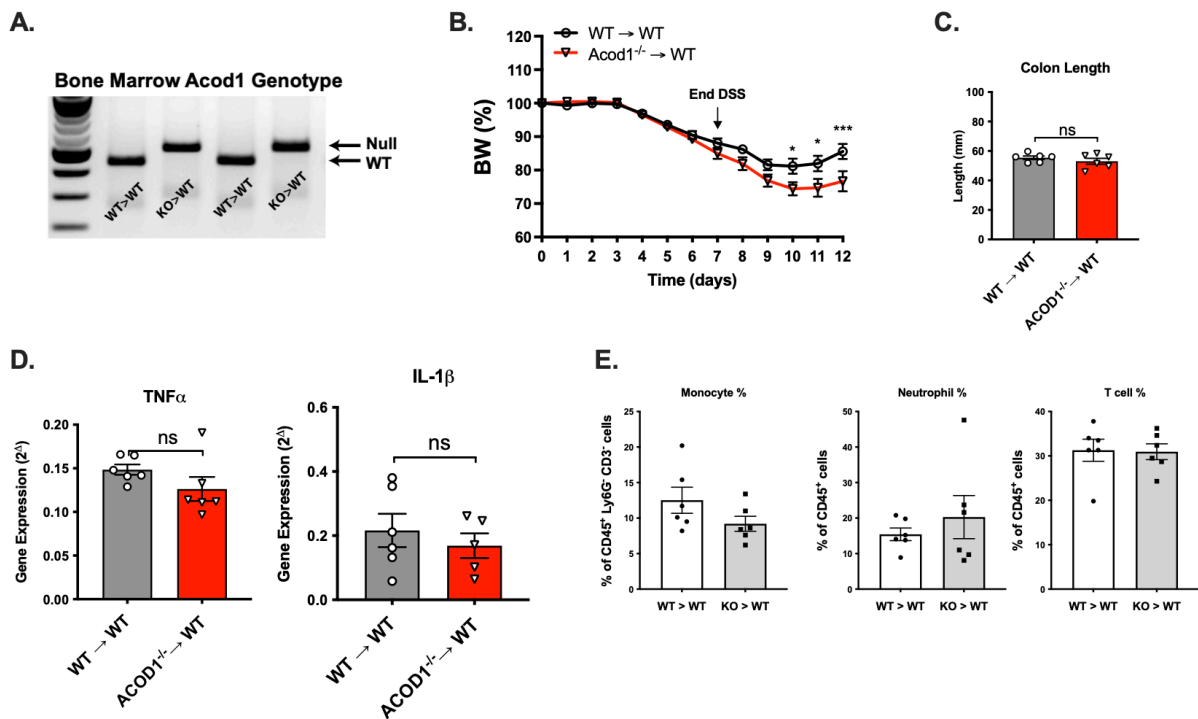 A.
Bone Marrow Acod1 Genotype
Null
WT
WT>WT
KO>WT
WT>WT
KO>WT
B.
WT → WT
Acod1-/- → WT
End DSS
BW (%)
120
110
100
90
80
70
60
* * ***
0 1 2 3 4 5 6 7 8 9 10 11 12
Time (days)
C.
Colon Length
ns
Length (mm)
100
80
60
40
20
0
WT → WT
ACOD1-/- → WT
D.
TNFα
ns
Gene Expression (2^Δ)
0.20
0.15
0.10
0.05
0.00
WT → WT
ACOD1-/- → WT
IL-1β
ns
Gene Expression (2^Δ)
0.6
0.4
0.2
0.0
WT → WT
ACOD1-/- → WT
E.
Monocyte %
% of CD45+ Ly6G- CD3- cells
25
20
15
10
5
0
WT > WT KO > WT
Neutrophil %
% of CD45+ cells
50
40
30
20
10
0
WT > WT KO > WT
T cell %
% of CD45+ cells
40
30
20
10
0
WT > WT KO > WT